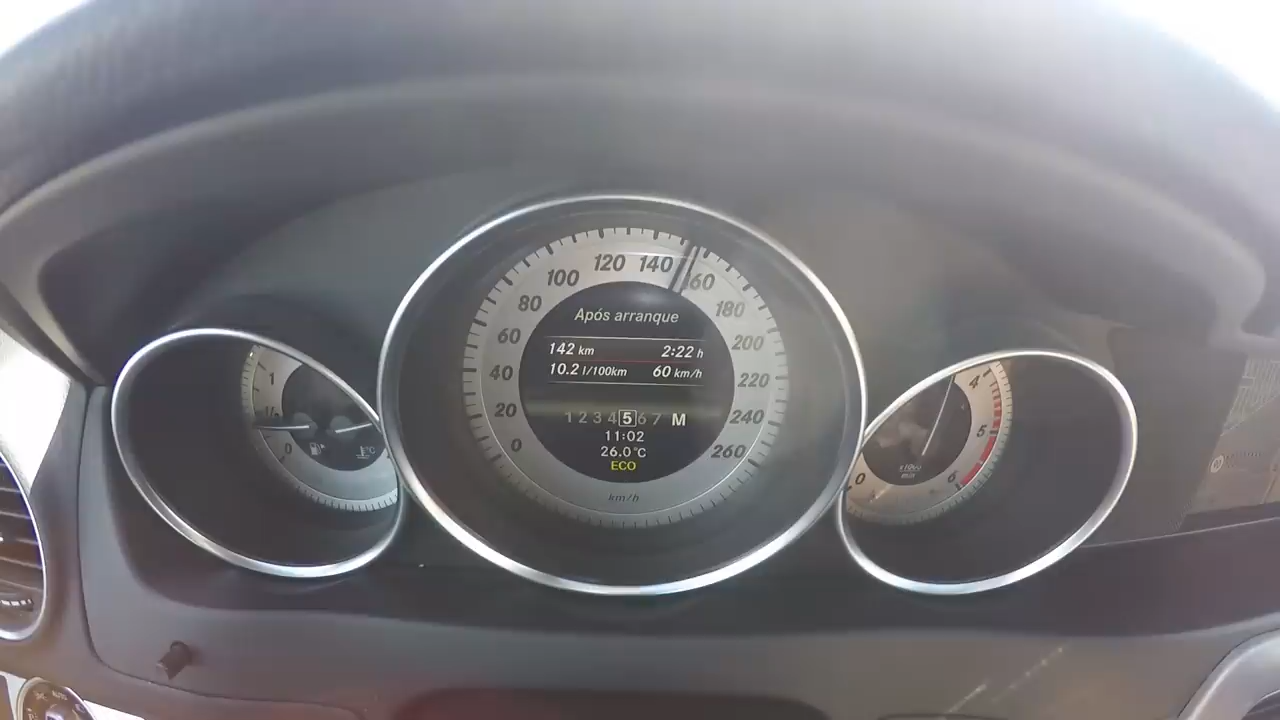 0 20 40 60 80 100 120 140 160 180 200 220 240 260
Após arranque
142 km 2:22 h
10.2 l/100km 60 km/h
1 2 3 4 5 6 7 M
11:02
26.0°C
ECO
km/h
1
0
°C
0
4
5
6
x1000
min